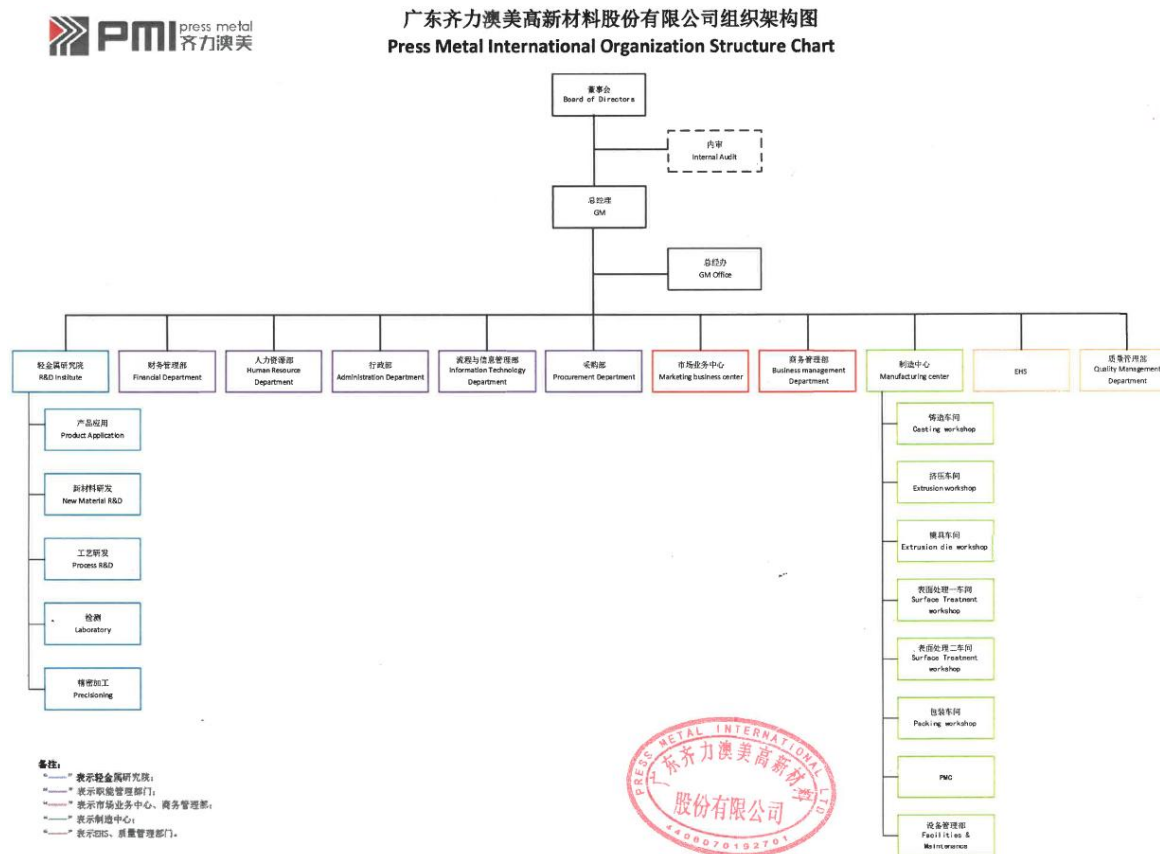 PMI press metal
齐力澳美
广东齐力澳美高新材料股份有限公司组织架构图
Press Metal International Organization Structure Chart
董事会
Board of Directors
内审
Internal Audit
总经理
GM
总经办
GM Office
轻金属研究院
R&D Institute
财务管理部
Financial Department
人力资源部
Human Resource
Department
行政部
Administration Department
流程与信息管理部
Information Technology
Department
采购部
Procurement Department
市场业务中心
Marketing business center
商务管理部
Business management
Department
制造中心
Manufacturing center
EHS
质量管理部
Quality Management
Department
产品应用
Product Application
新材料研发
New Material R&D
工艺研发
Process R&D
检测
Laboratory
精密加工
Precisioning
铸造车间
Casting workshop
挤压车间
Extrusion workshop
模具车间
Extrusion die workshop
表面处理一车间
Surface Treatment
workshop
表面处理二车间
Surface Treatment
workshop
包装车间
Packing workshop
PMC
设备管理部
Facilities &
Maintenance
备注:
“——” 表示轻金属研究院;
“——” 表示职能管理部门;
“——” 表示市场业务中心、商务管理部;
“——” 表示制造中心;
“——” 表示EHS、质量管理部门。
PRESS METAL INTERNATIONAL LTD
广东齐力澳美高新材料
股份有限公司
4406070192701